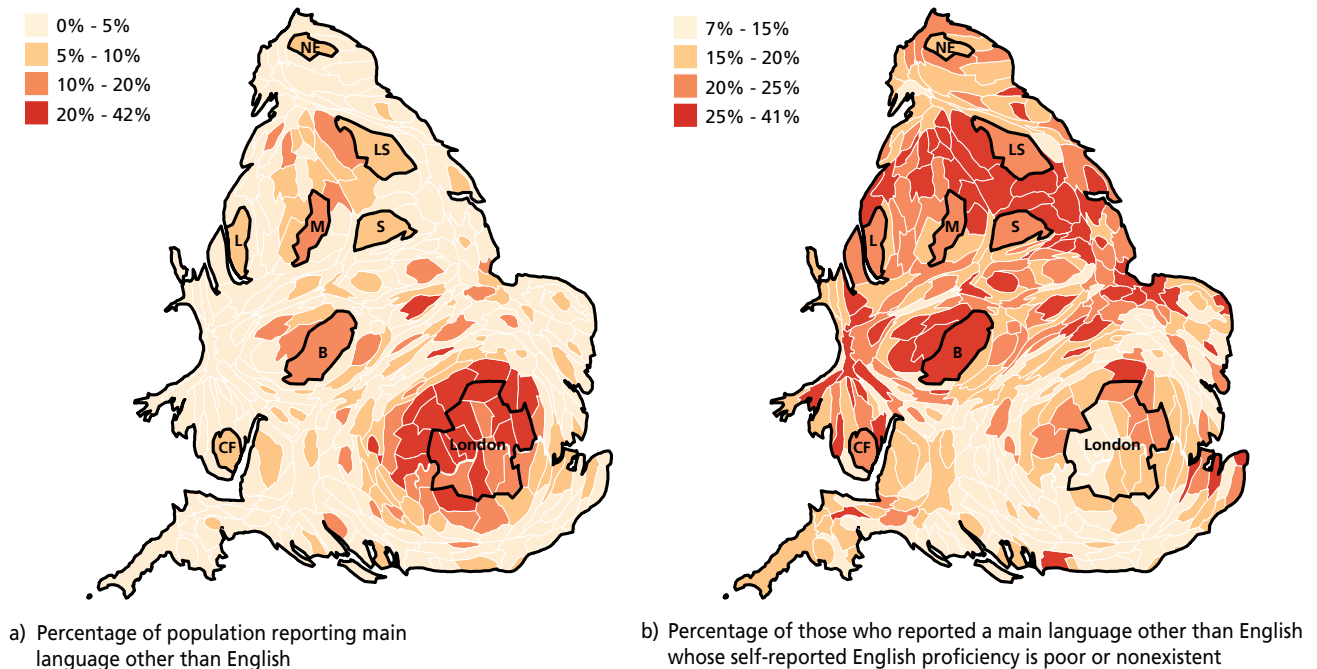 0% - 5%
5% - 10%
10% - 20%
20% - 42%
NE
LS
M
L
S
B
CF
London
a) Percentage of population reporting main
language other than English
7% - 15%
15% - 20%
20% - 25%
25% - 41%
NE
LS
M
L
S
B
CF
London
b) Percentage of those who reported a main language other than English
whose self-reported English proficiency is poor or nonexistent